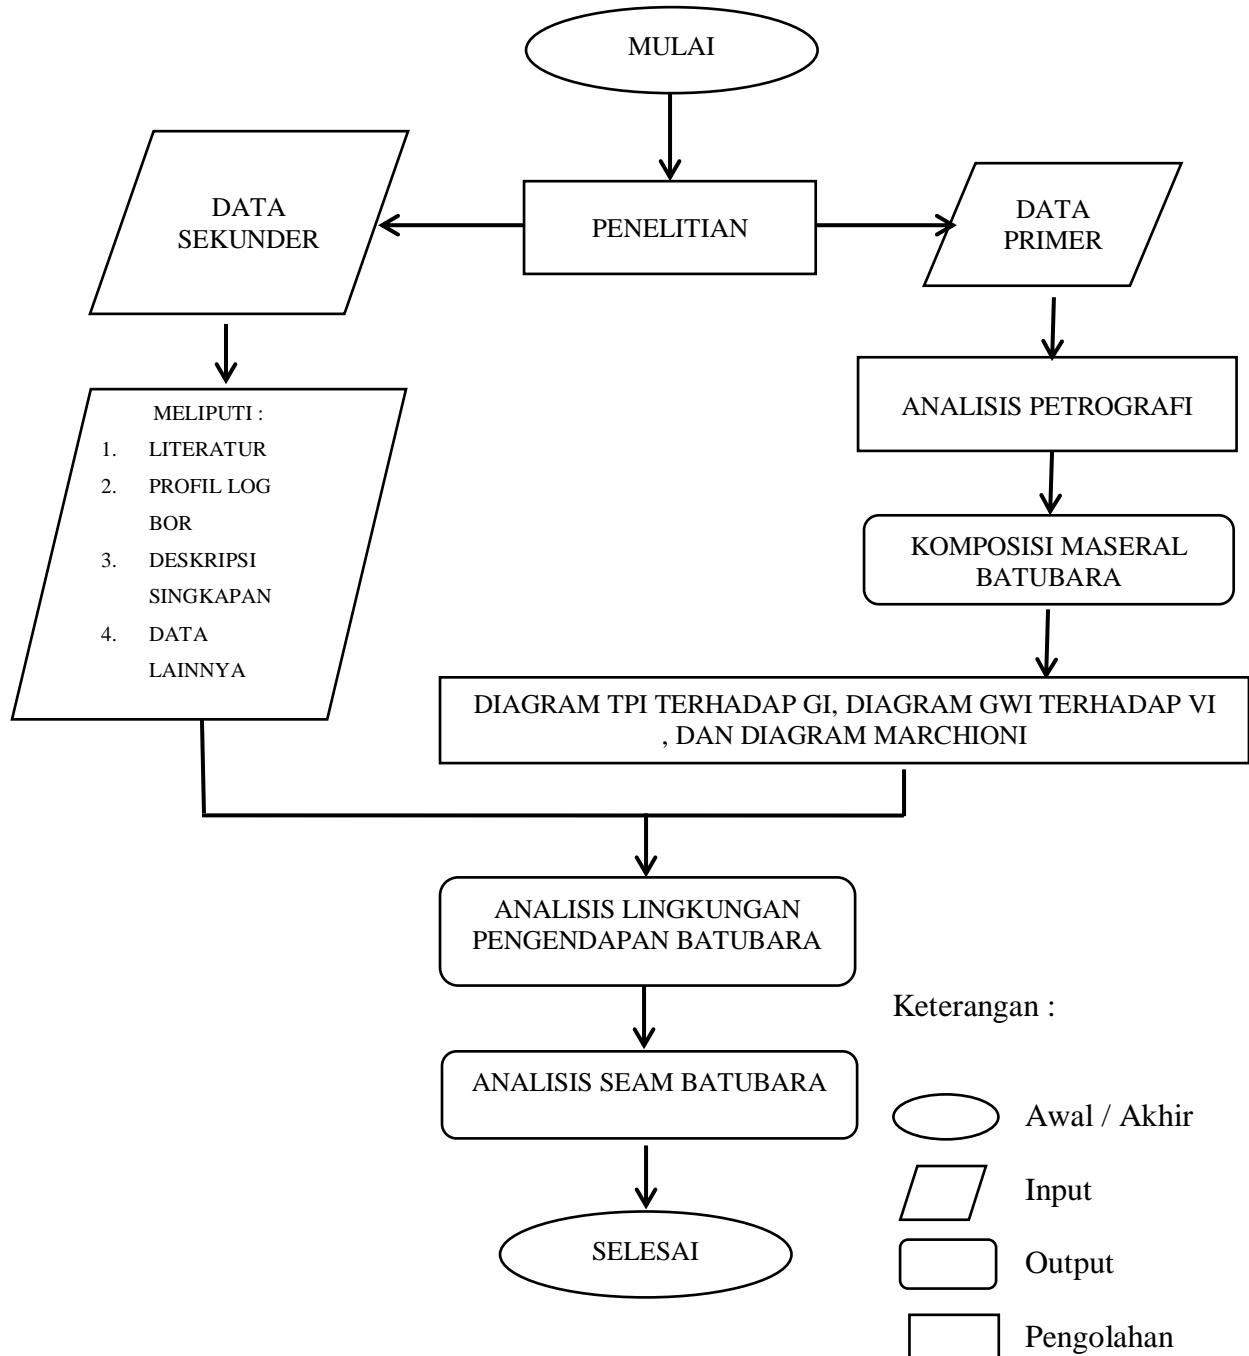 MULAI
DATA
SEKUNDER
PENELITIAN
DATA
PRIMER
MELIPUTI :
1. LITERATUR
2. PROFIL LOG
BOR
3. DESKRIPSI
SINGKAPAN
4. DATA
LAINNYA
ANALISIS PETROGRAFI
KOMPOSISI MASERAL
BATUBARA
DIAGRAM TPI TERHADAP GI, DIAGRAM GWI TERHADAP VI
, DAN DIAGRAM MARCHIONI
ANALISIS LINGKUNGAN
PENGENDAPAN BATUBARA
ANALISIS SEAM BATUBARA
SELESAI
Keterangan :
Awal / Akhir
Input
Output
Pengolahan